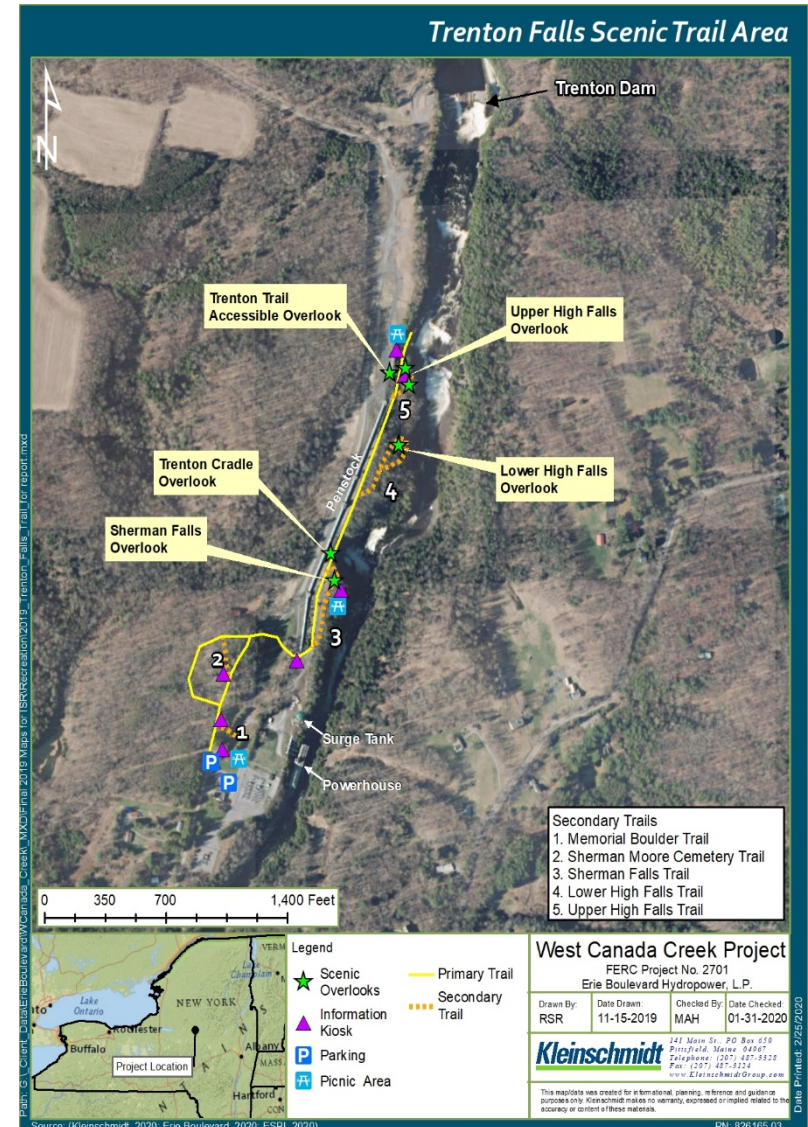 Trenton Falls Scenic Trail Area
Trenton Dam
N
Trenton Trail
Accessible Overlook
Upper High Falls
Overlook
5
Lower High Falls
Overlook
4
Penstock
Trenton Cradle
Overlook
Sherman Falls
Overlook
3
2
1
Surge Tank
Powerhouse
P
P
Secondary Trails
1. Memorial Boulder Trail
2. Sherman Moore Cemetery Trail
3. Sherman Falls Trail
4. Lower High Falls Trail
5. Upper High Falls Trail
0 350 700 1,400 Feet
Lake
Ontario
Rochester
Buffalo
NEW YORK
VERM
Lake
Champlain
Albany
MASS
Hartford
CON
Project Location
Legend
Scenic
Overlooks
Information
Kiosk
P Parking
Picnic Area
Primary Trail
Secondary
Trail
West Canada Creek Project
FERC Project No. 2701
Erie Boulevard Hydropower, L.P.
Drawn By:
RSR
Date Drawn:
11-15-2019
Checked By:
MAH
Date Checked:
01-31-2020
Kleinschmidt
141 Main St., PO Box 650
Pittsfield, Maine 04967
Telephone: (207) 487-3328
Fax: (207) 487-3124
www.KleinschmidtGroup.com
This map/data was created for informational, planning, reference and guidance
purposes only. Kleinschmidt makes no warranty, expressed or implied related to the
accuracy or content of these materials.
Source: (Kleinschmidt, 2020; Erie Boulevard, 2020; ESRI, 2020)
PN: 826165.03
Date Printed: 2/25/2020